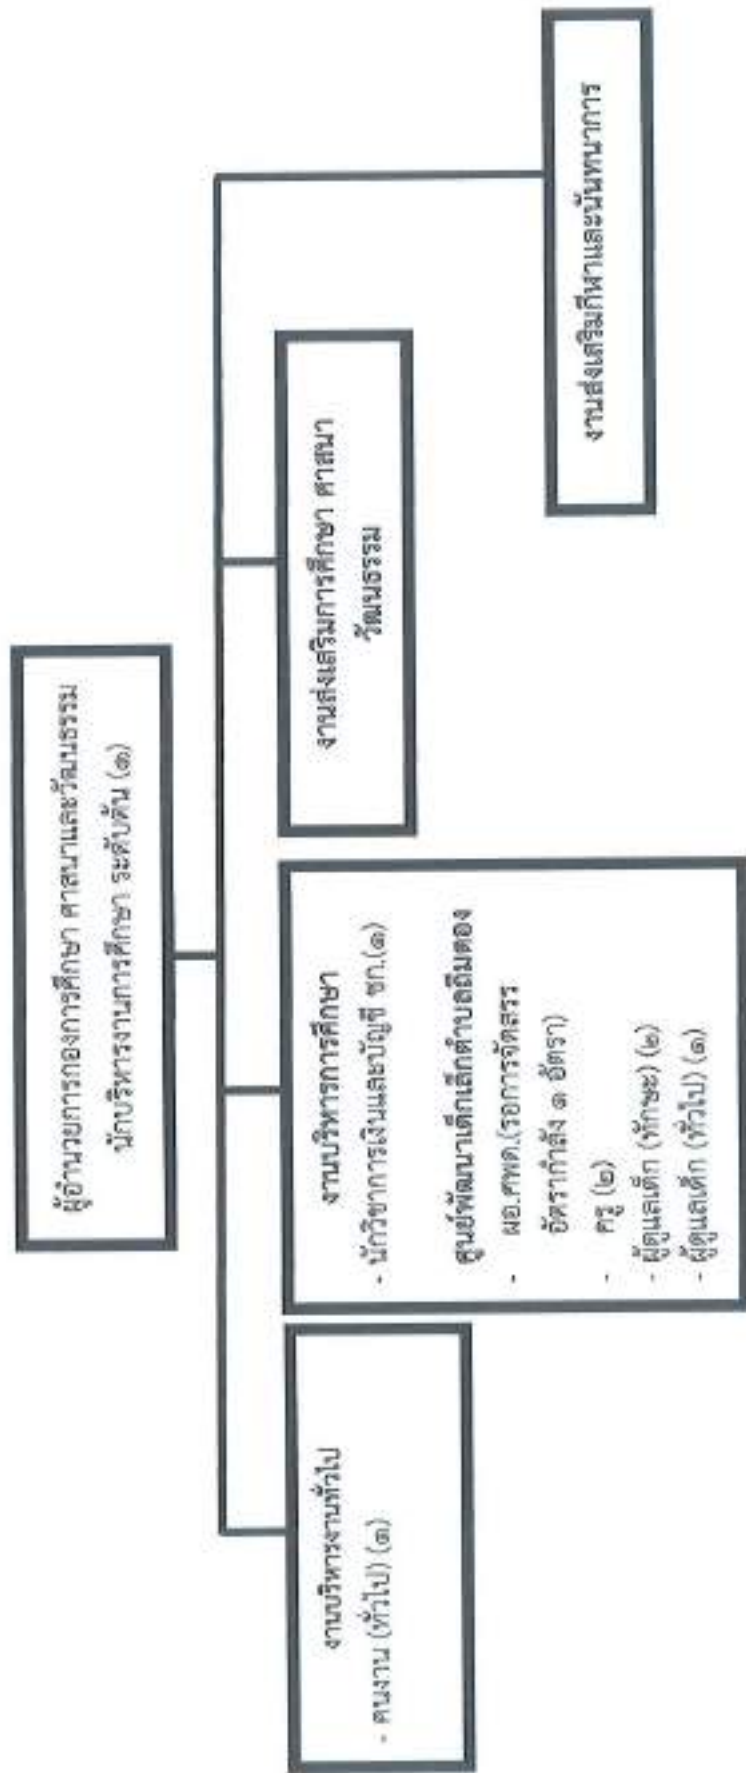 ผู้อำนวยการกองการศึกษา ศาสนาและวัฒนธรรม
นักบริหารงานการศึกษา ระดับต้น (๑)
งานบริหารงานทั่วไป
- คนงาน (ทั่วไป) (๑)
งานบริหารการศึกษา
- นักวิชาการเงินและบัญชี ชก.(๑)
ศูนย์พัฒนาเด็กเล็กตำบลถืมตอง
- ผอ.ศพด.(รอการจัดสรร
อัตรากำลัง ๑ อัตรา)
- ครู (๒)
- ผู้ดูแลเด็ก (ทักษะ) (๒)
- ผู้ดูแลเด็ก (ทั่วไป) (๑)
งานส่งเสริมการศึกษา ศาสนา
วัฒนธรรม
งานส่งเสริมกีฬาและนันทนาการ